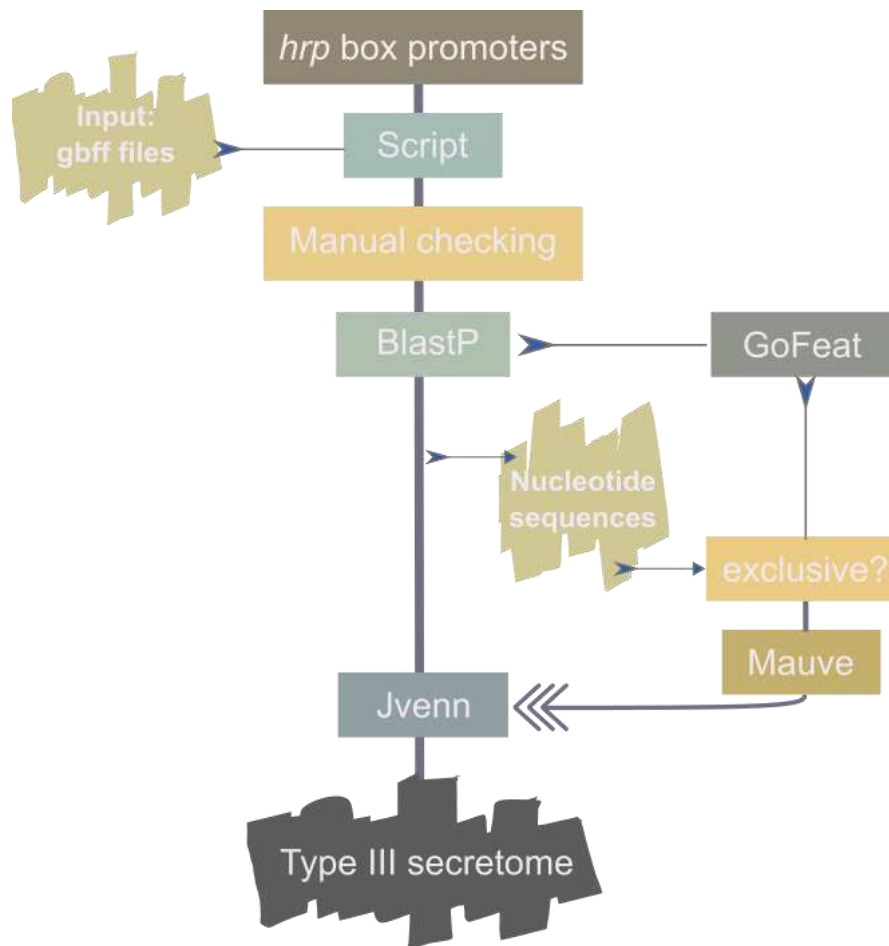 hrp box promoters
Input:
gbff files
Script
Manual checking
BlastP
GoFeat
Nucleotide
sequences
exclusive?
Mauve
Jvenn
Type III secretome